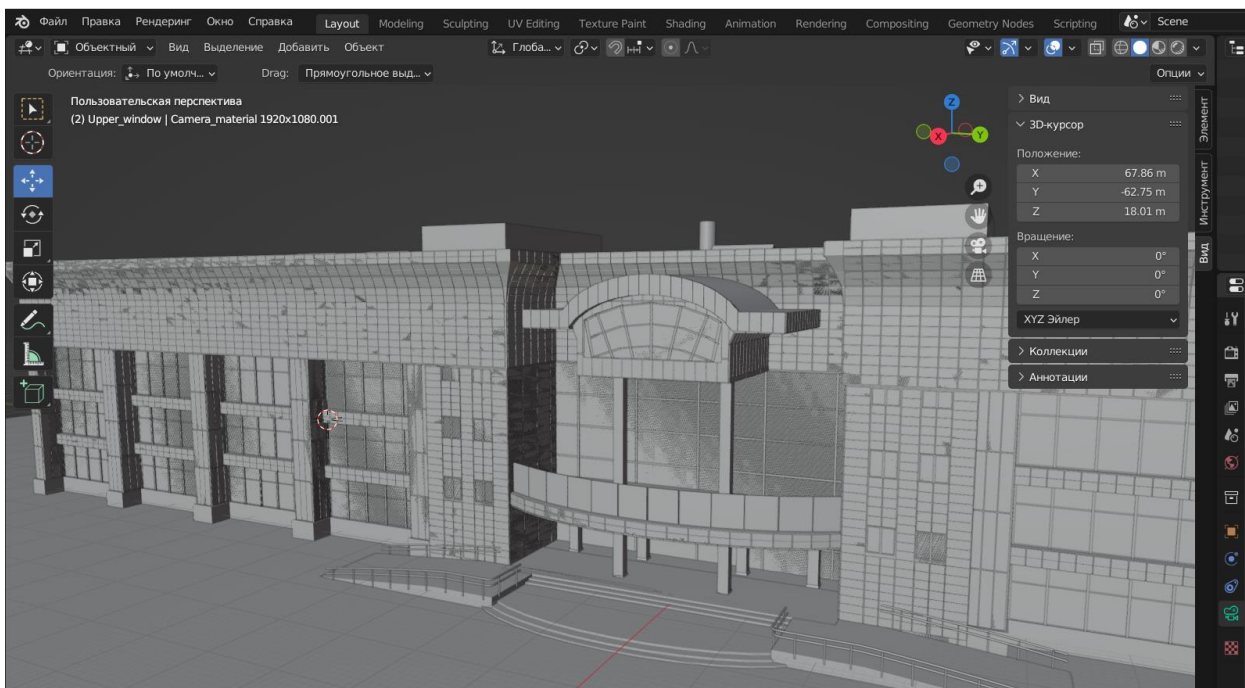 Файл Правка Рендеринг Окно Справка Layout Modeling Sculpting UV Editing Texture Paint Shading Animation Rendering Compositing Geometry Nodes Scripting Scene
Объектный Вид Выделение Добавить Объект Глоба...
Ориентация: По умолч... Drag: Прямоугольное выд... Опции
Пользовательская перспектива
(2) Upper_window | Camera_material 1920x1080.001
Z
X
Y
Вид
3D-курсор
Положение:
X 67.86 m
Y -62.75 m
Z 18.01 m
Вращение:
X 0°
Y 0°
Z 0°
XYZ Эйлер
Коллекции
Аннотации
Элемент
Инструмент
Вид